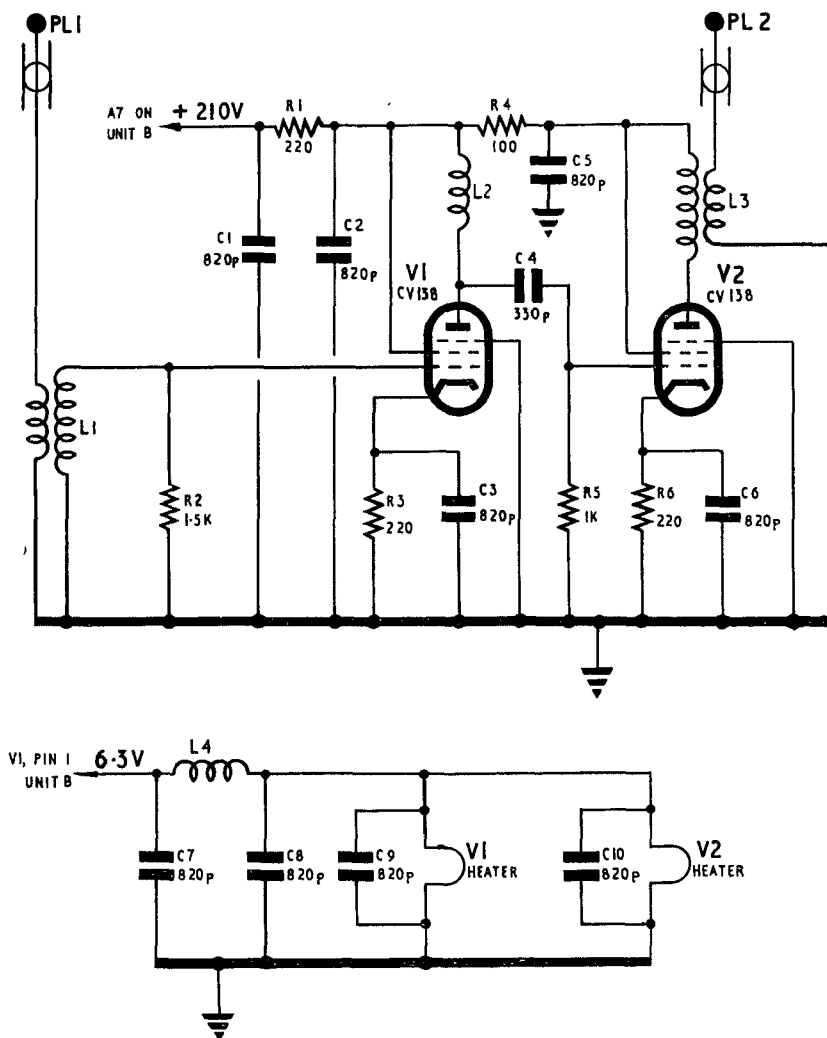 PL1
PL 2
A7 ON
UNIT B
+ 210V
R1
220
R4
100
C5
820p
L2
L3
C1
820p
C2
820p
V1
CV138
C4
330p
V2
CV138
L1
R2
1·5K
R3
220
C3
820p
R5
1K
R6
220
C6
820p
V1, PIN 1
UNIT B
6·3V
L4
C7
820p
C8
820p
C9
820p
V1
HEATER
C10
820p
V2
HEATER